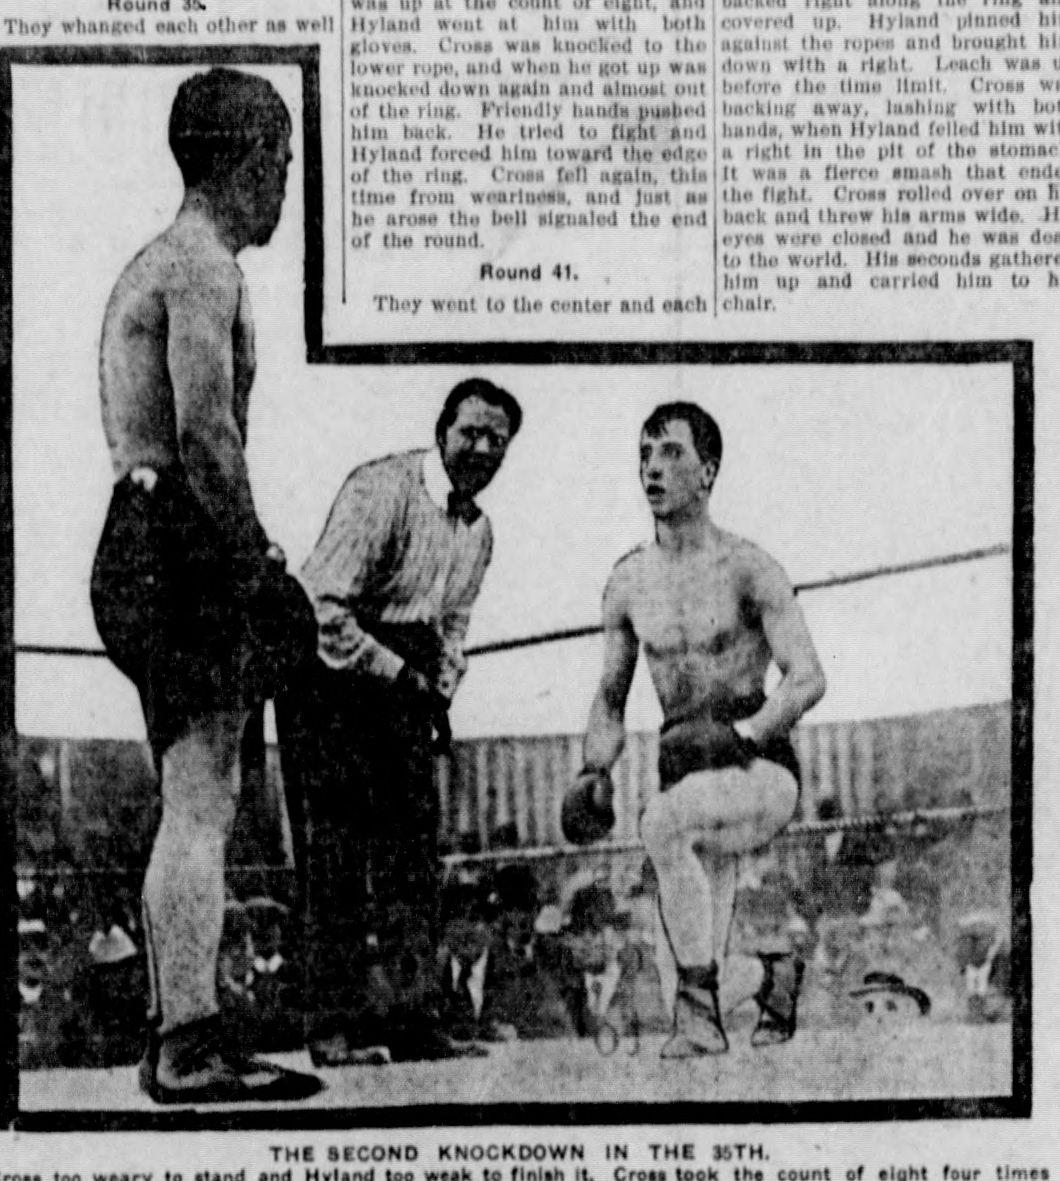 Round 35.
They whanged each other as well
was up at the count of eight, and
Hyland went at him with both
gloves. Cross was knocked to the
lower rope, and when he got up was
knocked down again and almost out
of the ring. Friendly hands pushed
him back. He tried to fight and
Hyland forced him toward the edge
of the ring. Cross fell again, this
time from weariness, and just as
he arose the bell signaled the end
of the round.
Round 41.
They went to the center and each
backed right along the ring
covered up. Hyland pinned
against the ropes and brought
down with a right. Leach was
before the time limit. Cross
backing away, lashing with
hands, when Hyland felled him
a right in the pit of the
It was a fierce smash that
the fight. Cross rolled over on
back and threw his arms wide.
eyes were closed and he was
to the world. His seconds
him up and carried him to
chair.
THE SECOND KNOCKDOWN IN THE 35TH.
Cross too weary to stand and Hyland too weak to finish it. Cross took the count of eight four times